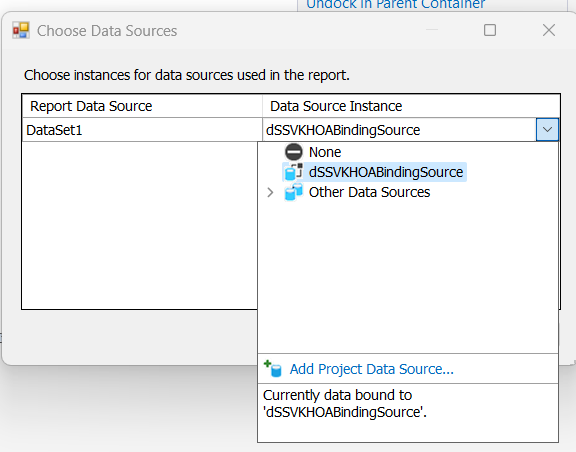 Undock in Parent Container
Choose Data Sources
Choose instances for data sources used in the report.
Report Data Source Data Source Instance
DataSet1 dSSVKHOABindingSource
None
dSSVKHOABindingSource
Other Data Sources
Add Project Data Source...
Currently data bound to
'dSSVKHOABindingSource'.